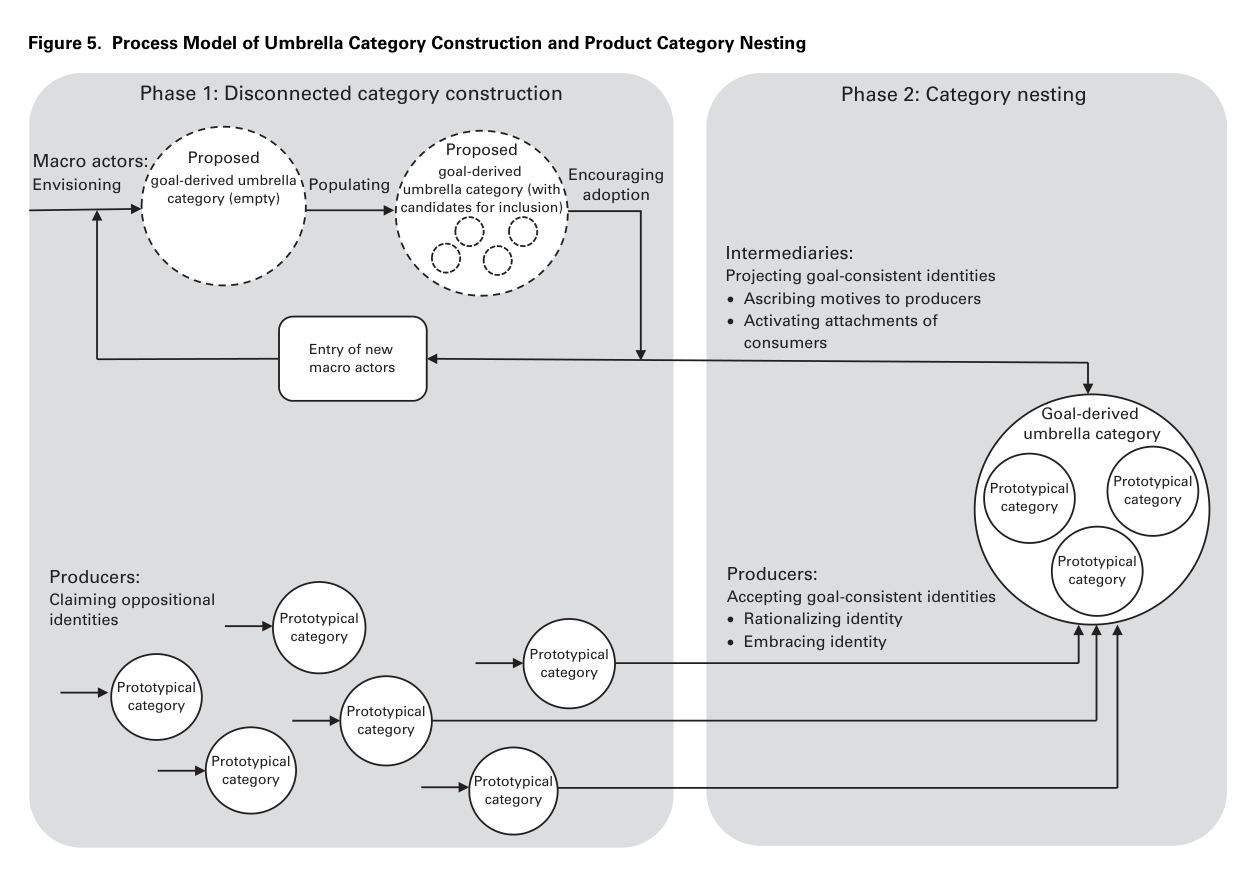 Figure 5. Process Model of Umbrella Category Construction and Product Category Nesting
Phase 1: Disconnected category construction
Macro actors:
Envisioning
Proposed
goal-derived umbrella
category (empty)
Populating
Proposed
goal-derived
umbrella category (with
candidates for inclusion)
Encouraging
adoption
Entry of new
macro actors
Producers:
Claiming oppositional
identities
Prototypical
category
Prototypical
category
Prototypical
category
Prototypical
category
Prototypical
category
Prototypical
category
Phase 2: Category nesting
Intermediaries:
Projecting goal-consistent identities
• Ascribing motives to producers
• Activating attachments of
consumers
Goal-derived
umbrella category
Prototypical
category
Prototypical
category
Prototypical
category
Producers:
Accepting goal-consistent identities
• Rationalizing identity
• Embracing identity